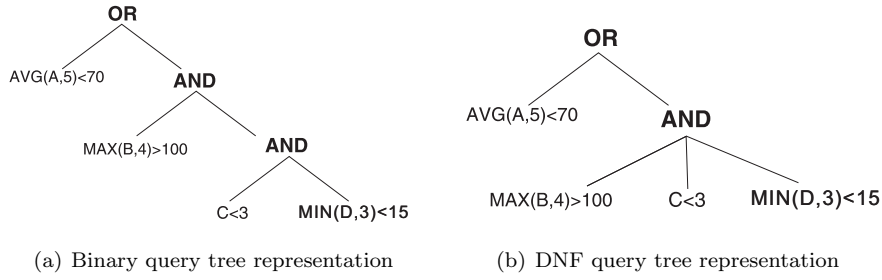 OR
AVG(A,5)<70
AND
MAX(B,4)>100
AND
C<3
MIN(D,3)<15
(a) Binary query tree representation
OR
AVG(A,5)<70
AND
MAX(B,4)>100
C<3
MIN(D,3)<15
(b) DNF query tree representation